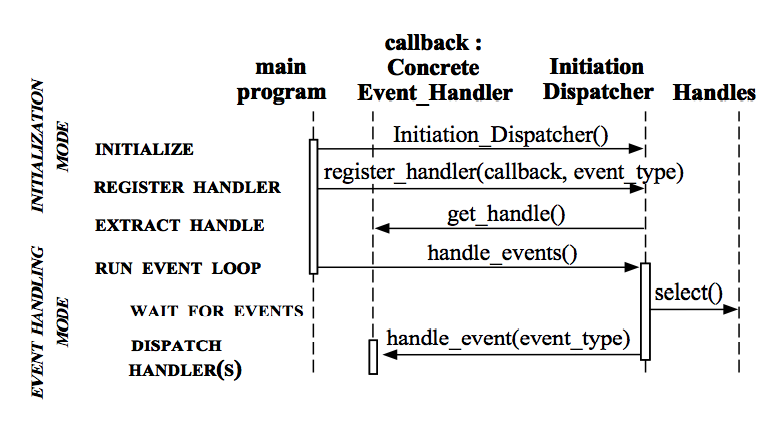 callback :
main Concrete Initiation
program Event_Handler Dispatcher Handles
INITIALIZATION
MODE
INITIALIZE Initiation_Dispatcher()
REGISTER HANDLER register_handler(callback, event_type)
EXTRACT HANDLE get_handle()
EVENT HANDLING
MODE
RUN EVENT LOOP handle_events()
select()
WAIT FOR EVENTS
DISPATCH handle_event(event_type)
HANDLER(S)